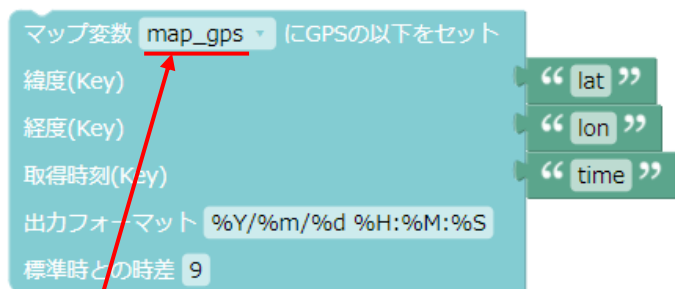 マップ変数 map_gps にGPSの以下をセット
緯度(Key) “ lat ”
経度(Key) “ lon ”
取得時刻(Key) “ time ”
出力フォーマット %Y/%m/%d %H:%M:%S
標準時との時差 9